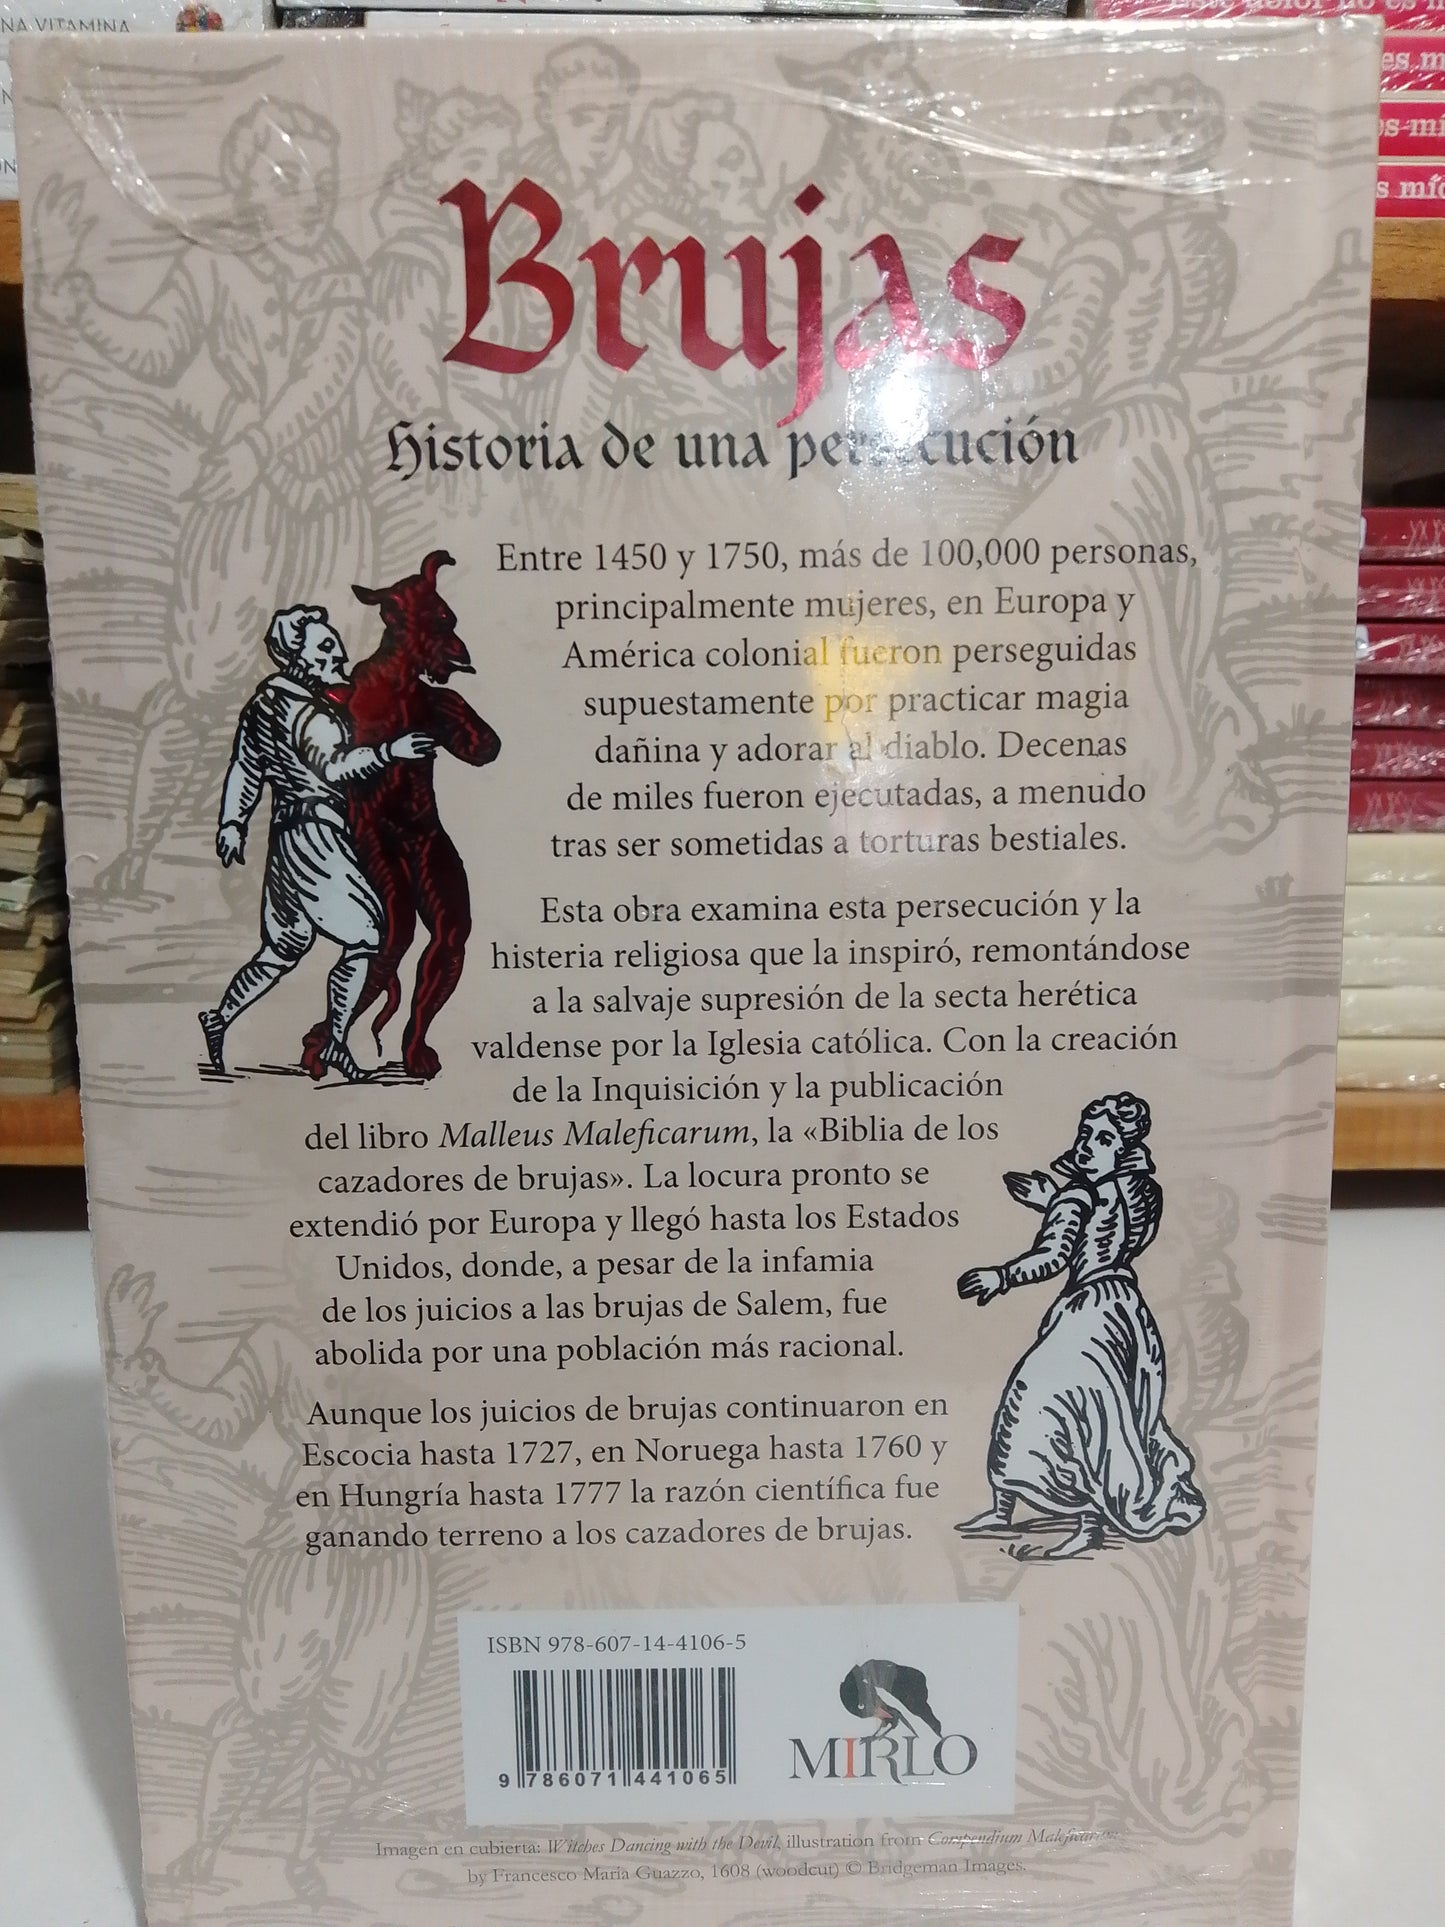 NA VITAMINA
Brujas
Historia de una persecución
Entre 1450 y 1750, más de 100,000 personas,
principalmente mujeres, en Europa y
América colonial fueron perseguidas
supuestamente por practicar magia
dañina y adorar al diablo. Decenas
de miles fueron ejecutadas, a menudo
tras ser sometidas a torturas bestiales.
Esta obra examina esta persecución y la
histeria religiosa que la inspiró, remontándose
a la salvaje supresión de la secta herética
valdense por la Iglesia católica. Con la creación
de la Inquisición y la publicación
del libro Malleus Maleficarum, la «Biblia de los
cazadores de brujas». La locura pronto se
extendió por Europa y llegó hasta los Estados
Unidos, donde, a pesar de la infamia
de los juicios a las brujas de Salem, fue
abolida por una población más racional.
Aunque los juicios de brujas continuaron en
Escocia hasta 1727, en Noruega hasta 1760 y
en Hungría hasta 1777 la razón científica fue
ganando terreno a los cazadores de brujas.
ISBN 978-607-14-4106-5
9 786071 441065
MIRLO
Imagen en cubierta: Witches Dancing with the Devil, illustration from Compendium Maleficarum
by Francesco Maria Guazzo, 1608 (woodcut) © Bridgeman Images.